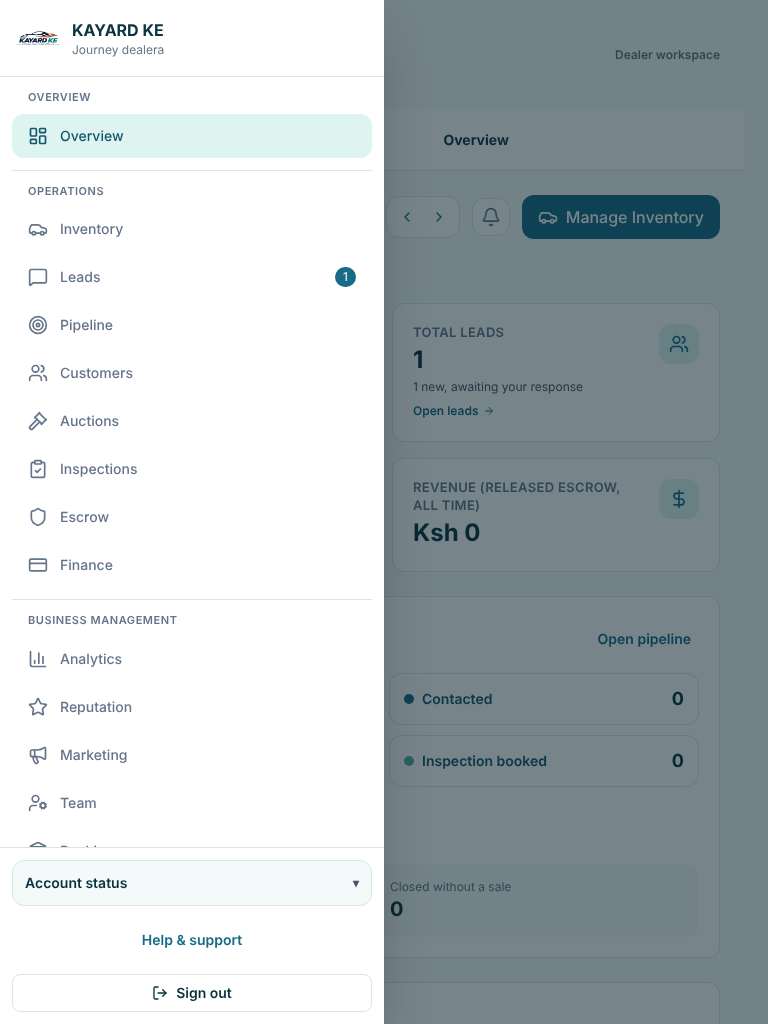 KAYARD KE
KAYARD KE
Journey dealera
OVERVIEW
Overview
OPERATIONS
Inventory
Leads
1
Pipeline
Customers
Auctions
Inspections
Escrow
Finance
BUSINESS MANAGEMENT
Analytics
Reputation
Marketing
Team
Account status
Help & support
Sign out
Dealer workspace
Overview
Manage Inventory
TOTAL LEADS
1
1 new, awaiting your response
Open leads →
REVENUE (RELEASED ESCROW,
ALL TIME)
Ksh 0
Open pipeline
Contacted
0
Inspection booked
0
Closed without a sale
0